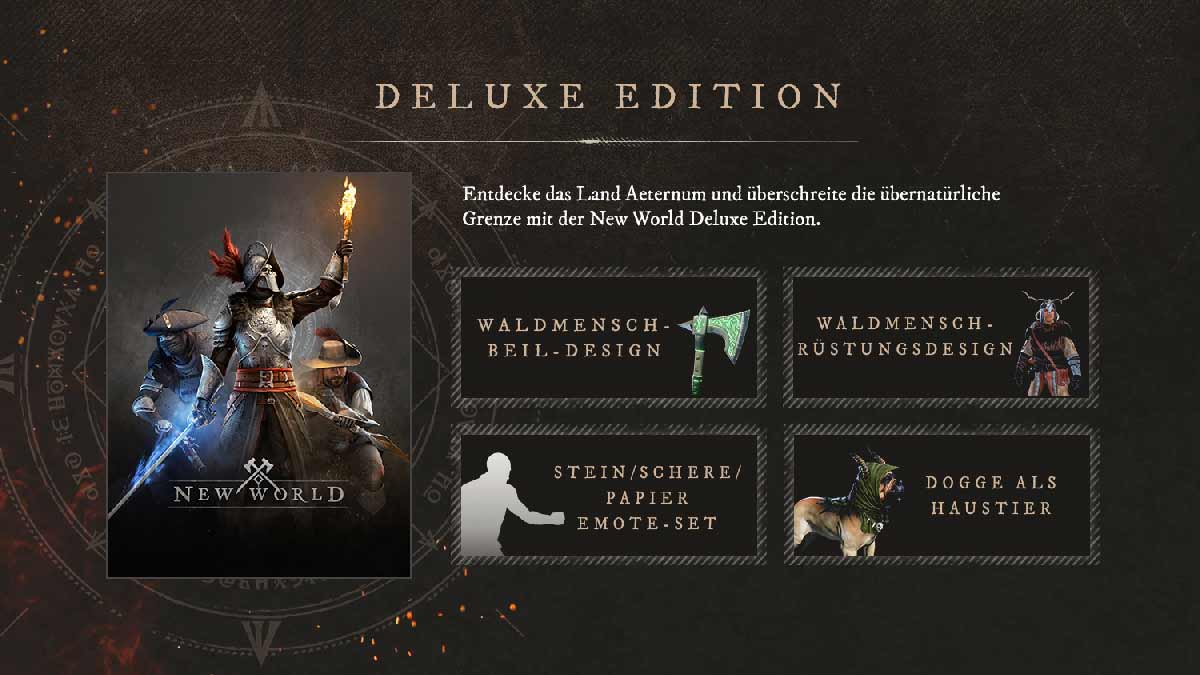 DELUXE EDITION
Entdecke das Land Aeternum und überschreite die übernatürliche
Grenze mit der New World Deluxe Edition.
NEW WORLD
WALDMENSCH-
BEIL-DESIGN
WALDMENSCH-
RÜSTUNGSDESIGN
STEIN/SCHERE/
PAPIER
EMOTE-SET
DOGGE ALS
HAUSTIER